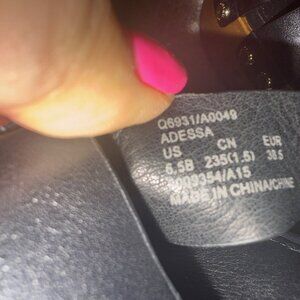 Q6931/A0049
ADESSA
US CN EUR
6.5B 235(1.5) 38.5
MADE IN CHINA/CHINE